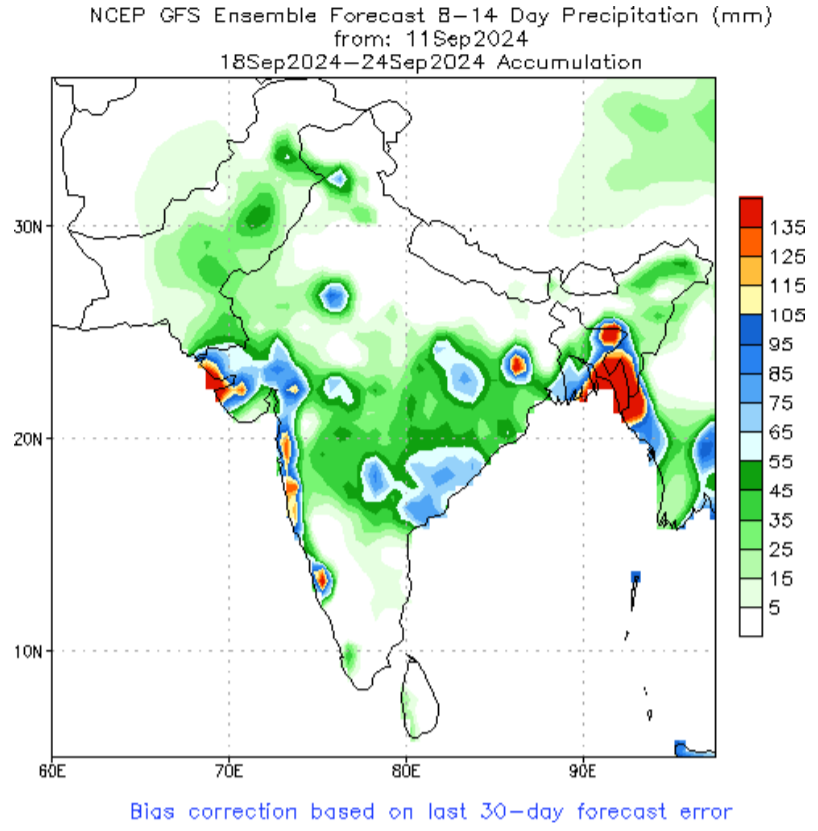 NCEP GFS Ensemble Forecast 8-14 Day Precipitation (mm)
from: 11Sep2024
18Sep2024-24Sep2024 Accumulation
30N
20N
10N
60E
70E
80E
90E
135
125
115
105
95
85
75
65
55
45
35
25
15
5
Bias correction based on last 30-day forecast error